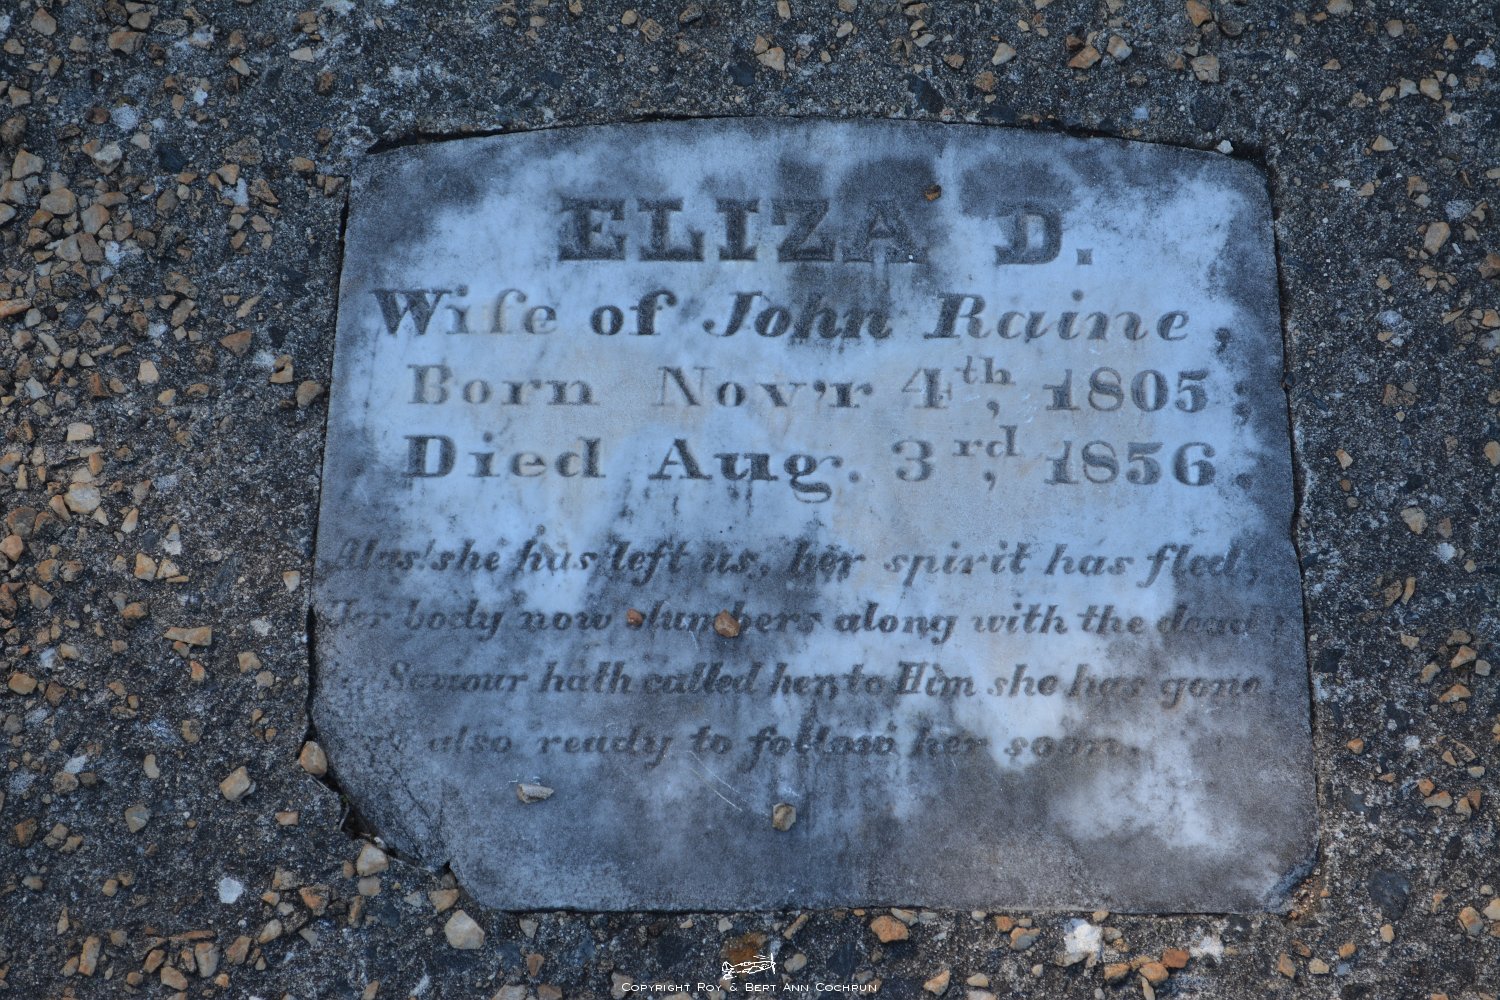 ELIZA D.
Wife of John Raine,
Born Nov'r 4th, 1805;
Died Aug. 3rd, 1856.
Alas! she has left us, her spirit has fled,
Her body now slumbers along with the dead;
Saviour hath called her, to Him she has gone
also ready to follow her soon.
COPYRIGHT ROY & BERT ANN COCHRUN